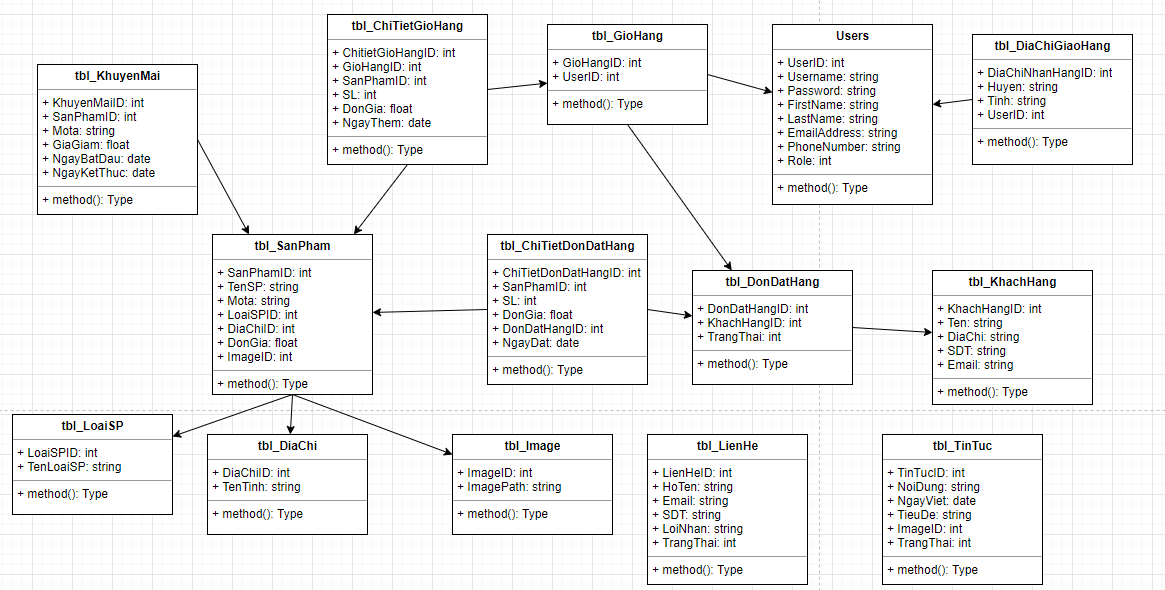 tbl_ChiTietGioHang
+ ChitietGioHangID: int
+ GioHangID: int
+ SanPhamID: int
+ SL: int
+ DonGia: float
+ NgayThem: date
+ method(): Type
tbl_GioHang
+ GioHangID: int
+ UserID: int
+ method(): Type
Users
+ UserID: int
+ Username: string
+ Password: string
+ FirstName: string
+ LastName: string
+ EmailAddress: string
+ PhoneNumber: string
+ Role: int
+ method(): Type
tbl_DiaChiGiaoHang
+ DiaChiNhanHangID: int
+ Huyen: string
+ Tinh: string
+ UserID: int
+ method(): Type
tbl_KhuyenMai
+ KhuyenMaiID: int
+ SanPhamID: int
+ Mota: string
+ GiaGiam: float
+ NgayBatDau: date
+ NgayKetThuc: date
+ method(): Type
tbl_SanPham
+ SanPhamID: int
+ TenSP: string
+ Mota: string
+ LoaiSPID: int
+ DiaChiID: int
+ DonGia: float
+ ImageID: int
+ method(): Type
tbl_ChiTietDonDatHang
+ ChiTietDonDatHangID: int
+ SanPhamID: int
+ SL: int
+ DonGia: float
+ DonDatHangID: int
+ NgayDat: date
+ method(): Type
tbl_DonDatHang
+ DonDatHangID: int
+ KhachHangID: int
+ TrangThai: int
+ method(): Type
tbl_KhachHang
+ KhachHangID: int
+ Ten: string
+ DiaChi: string
+ SDT: string
+ Email: string
+ method(): Type
tbl_LoaiSP
+ LoaiSPID: int
+ TenLoaiSP: string
+ method(): Type
tbl_DiaChi
+ DiaChiID: int
+ TenTinh: string
+ method(): Type
tbl_Image
+ ImageID: int
+ ImagePath: string
+ method(): Type
tbl_LienHe
+ LienHeID: int
+ HoTen: string
+ Email: string
+ SDT: string
+ LoiNhan: string
+ TrangThai: int
+ method(): Type
tbl_TinTuc
+ TinTucID: int
+ NoiDung: string
+ NgayViet: date
+ TieuDe: string
+ ImageID: int
+ TrangThai: int
+ method(): Type